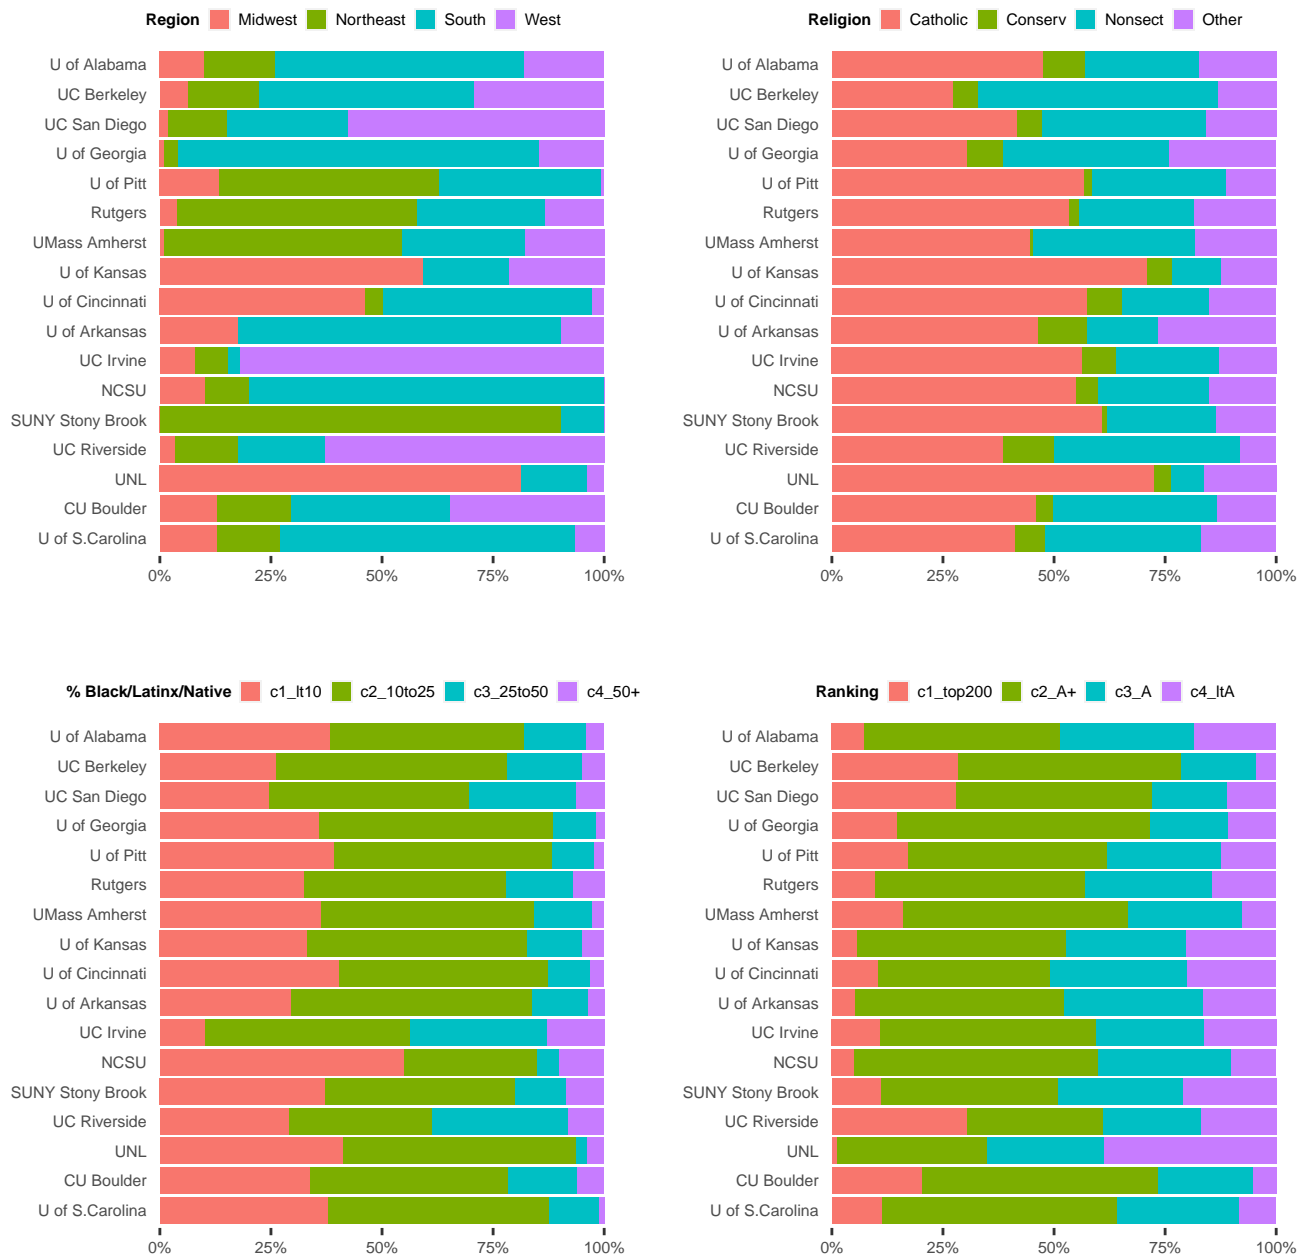 Region Midwest Northeast South West
U of Alabama
UC Berkeley
UC San Diego
U of Georgia
U of Pitt
Rutgers
UMass Amherst
U of Kansas
U of Cincinnati
U of Arkansas
UC Irvine
NCSU
SUNY Stony Brook
UC Riverside
UNL
CU Boulder
U of S.Carolina
0% 25% 50% 75% 100%
Religion Catholic Conserv Nonsect Other
U of Alabama
UC Berkeley
UC San Diego
U of Georgia
U of Pitt
Rutgers
UMass Amherst
U of Kansas
U of Cincinnati
U of Arkansas
UC Irvine
NCSU
SUNY Stony Brook
UC Riverside
UNL
CU Boulder
U of S.Carolina
0% 25% 50% 75% 100%
% Black/Latinx/Native c1_lt10 c2_10to25 c3_25to50 c4_50+
U of Alabama
UC Berkeley
UC San Diego
U of Georgia
U of Pitt
Rutgers
UMass Amherst
U of Kansas
U of Cincinnati
U of Arkansas
UC Irvine
NCSU
SUNY Stony Brook
UC Riverside
UNL
CU Boulder
U of S.Carolina
0% 25% 50% 75% 100%
Ranking c1_top200 c2_A+ c3_A c4_ltA
U of Alabama
UC Berkeley
UC San Diego
U of Georgia
U of Pitt
Rutgers
UMass Amherst
U of Kansas
U of Cincinnati
U of Arkansas
UC Irvine
NCSU
SUNY Stony Brook
UC Riverside
UNL
CU Boulder
U of S.Carolina
0% 25% 50% 75% 100%